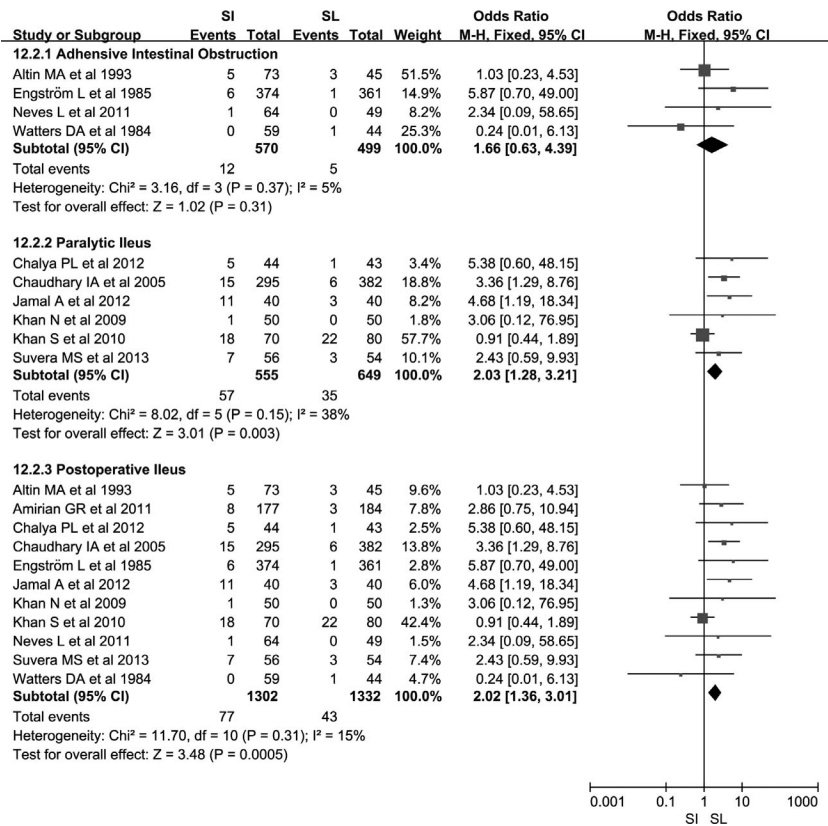 SI SL Odds Ratio Odds Ratio
Study or Subgroup Events Total Events Total Weight M-H, Fixed, 95% CI M-H, Fixed, 95% CI
12.2.1 Adhensive Intestinal Obstruction
Altin MA et al 1993 5 73 3 45 51.5% 1.03 [0.23, 4.53]
Engström L et al 1985 6 374 1 361 14.9% 5.87 [0.70, 49.00]
Neves L et al 2011 1 64 0 49 8.2% 2.34 [0.09, 58.65]
Watters DA et al 1984 0 59 1 44 25.3% 0.24 [0.01, 6.13]
Subtotal (95% CI) 570 499 100.0% 1.66 [0.63, 4.39]
Total events 12 5
Heterogeneity: Chi² = 3.16, df = 3 (P = 0.37); I² = 5%
Test for overall effect: Z = 1.02 (P = 0.31)
12.2.2 Paralytic Ileus
Chalya PL et al 2012 5 44 1 43 3.4% 5.38 [0.60, 48.15]
Chaudhary IA et al 2005 15 295 6 382 18.8% 3.36 [1.29, 8.76]
Jamal A et al 2012 11 40 3 40 8.2% 4.68 [1.19, 18.34]
Khan N et al 2009 1 50 0 50 1.7% 3.06 [0.12, 76.95]
Khan S et al 2010 18 70 22 80 57.7% 0.91 [0.44, 1.89]
Suvera MS et al 2013 7 56 3 54 10.1% 2.43 [0.59, 9.93]
Subtotal (95% CI) 555 649 100.0% 2.03 [1.28, 3.21]
Total events 57 35
Heterogeneity: Chi² = 8.02, df = 5 (P = 0.15); I² = 38%
Test for overall effect: Z = 3.01 (P = 0.003)
12.2.3 Postoperative Ileus
Altin MA et al 1993 5 73 3 45 9.6% 1.03 [0.23, 4.53]
Amirian GR et al 2011 8 177 3 184 7.8% 2.86 [0.75, 10.94]
Chalya PL et al 2012 5 44 1 43 2.5% 5.38 [0.60, 48.15]
Chaudhary IA et al 2005 15 295 6 382 13.8% 3.36 [1.29, 8.76]
Engström L et al 1985 6 374 1 361 2.8% 5.87 [0.70, 49.00]
Jamal A et al 2012 11 40 3 40 6.0% 4.68 [1.19, 18.34]
Khan N et al 2009 1 50 0 50 1.3% 3.06 [0.12, 76.95]
Khan S et al 2010 18 70 22 80 42.4% 0.91 [0.44, 1.89]
Neves L et al 2011 1 64 0 49 1.5% 2.34 [0.09, 58.65]
Suvera MS et al 2013 7 56 3 54 7.4% 2.43 [0.59, 9.93]
Watters DA et al 1984 0 59 1 44 4.7% 0.24 [0.01, 6.13]
Subtotal (95% CI) 1302 1332 100.0% 2.02 [1.36, 3.01]
Total events 77 43
Heterogeneity: Chi² = 11.70, df = 10 (P = 0.31); I² = 15%
Test for overall effect: Z = 3.48 (P = 0.0005)
0.001 0.1 1 10 1000
SI SL